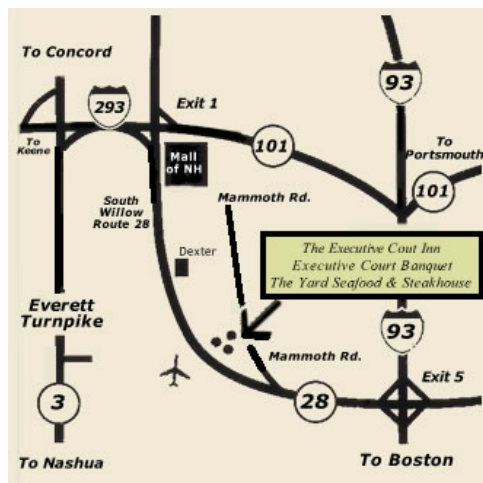 To Concord
93
293
Exit 1
To
Keene
101
To
Portsmouth
Mall
of NH
101
South
Willow
Route 28
Mammoth Rd.
Dexter
The Executive Cout Inn
Executive Court Banquet
The Yard Seafood & Steakhouse
Everett
Turnpike
93
Mammoth Rd.
Exit 5
3
28
To Nashua
To Boston